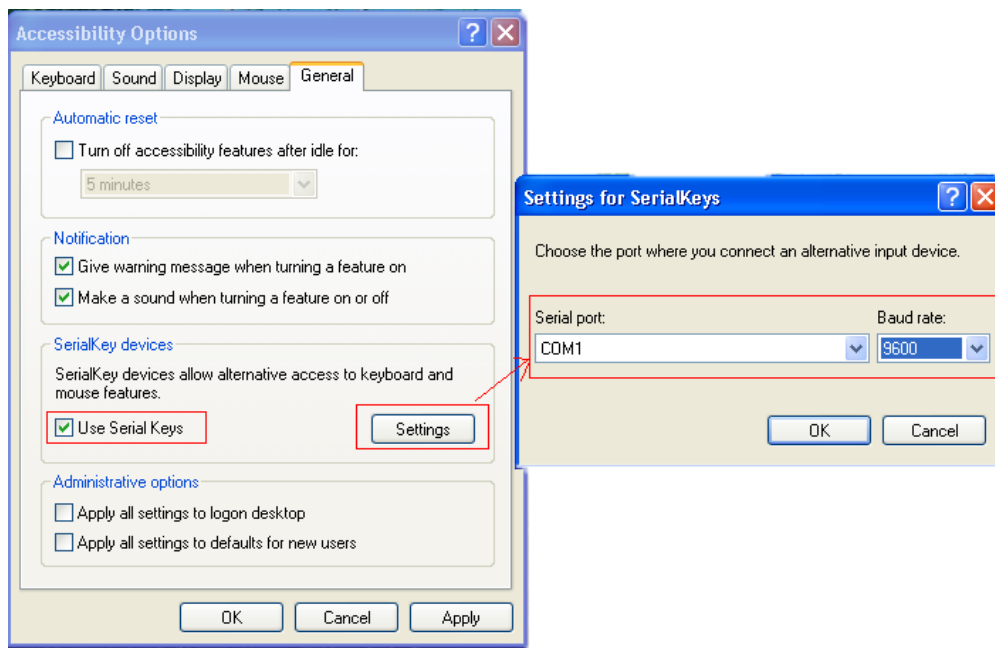 Accessibility Options
Keyboard Sound Display Mouse General
Automatic reset
Turn off accessibility features after idle for:
5 minutes
Notification
Give warning message when turning a feature on
Make a sound when turning a feature on or off
SerialKey devices
SerialKey devices allow alternative access to keyboard and
mouse features.
Use Serial Keys
Settings
Administrative options
Apply all settings to logon desktop
Apply all settings to defaults for new users
OK Cancel Apply
Settings for SerialKeys
Choose the port where you connect an alternative input device.
Serial port: Baud rate:
COM1 9600
OK Cancel